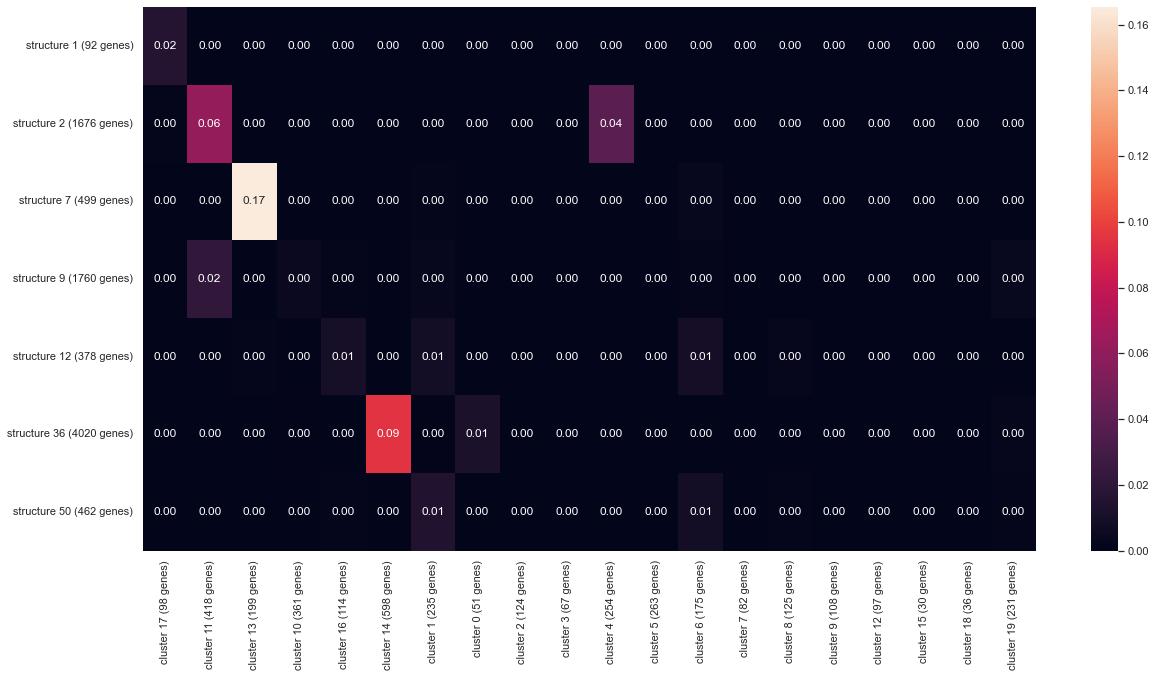 structure 1 (92 genes) 0.02 0.00 0.00 0.00 0.00 0.00 0.00 0.00 0.00 0.00 0.00 0.00 0.00 0.00 0.00 0.00 0.00 0.00 0.00 0.00
structure 2 (1676 genes) 0.00 0.06 0.00 0.00 0.00 0.00 0.00 0.00 0.00 0.00 0.04 0.00 0.00 0.00 0.00 0.00 0.00 0.00 0.00 0.00
structure 7 (499 genes) 0.00 0.00 0.17 0.00 0.00 0.00 0.00 0.00 0.00 0.00 0.00 0.00 0.00 0.00 0.00 0.00 0.00 0.00 0.00 0.00
structure 9 (1760 genes) 0.00 0.02 0.00 0.00 0.00 0.00 0.00 0.00 0.00 0.00 0.00 0.00 0.00 0.00 0.00 0.00 0.00 0.00 0.00 0.00
structure 12 (378 genes) 0.00 0.00 0.00 0.00 0.01 0.00 0.01 0.00 0.00 0.00 0.00 0.00 0.01 0.00 0.00 0.00 0.00 0.00 0.00 0.00
structure 36 (4020 genes) 0.00 0.00 0.00 0.00 0.00 0.09 0.00 0.01 0.00 0.00 0.00 0.00 0.00 0.00 0.00 0.00 0.00 0.00 0.00 0.00
structure 50 (462 genes) 0.00 0.00 0.00 0.00 0.00 0.00 0.01 0.00 0.00 0.00 0.00 0.00 0.01 0.00 0.00 0.00 0.00 0.00 0.00 0.00
cluster 17 (98 genes)
cluster 11 (418 genes)
cluster 13 (199 genes)
cluster 10 (361 genes)
cluster 16 (114 genes)
cluster 14 (598 genes)
cluster 1 (235 genes)
cluster 0 (51 genes)
cluster 2 (124 genes)
cluster 3 (67 genes)
cluster 4 (254 genes)
cluster 5 (263 genes)
cluster 6 (175 genes)
cluster 7 (82 genes)
cluster 8 (125 genes)
cluster 9 (108 genes)
cluster 12 (97 genes)
cluster 15 (30 genes)
cluster 18 (36 genes)
cluster 19 (231 genes)
0.16
0.14
0.12
0.10
0.08
0.06
0.04
0.02
0.00